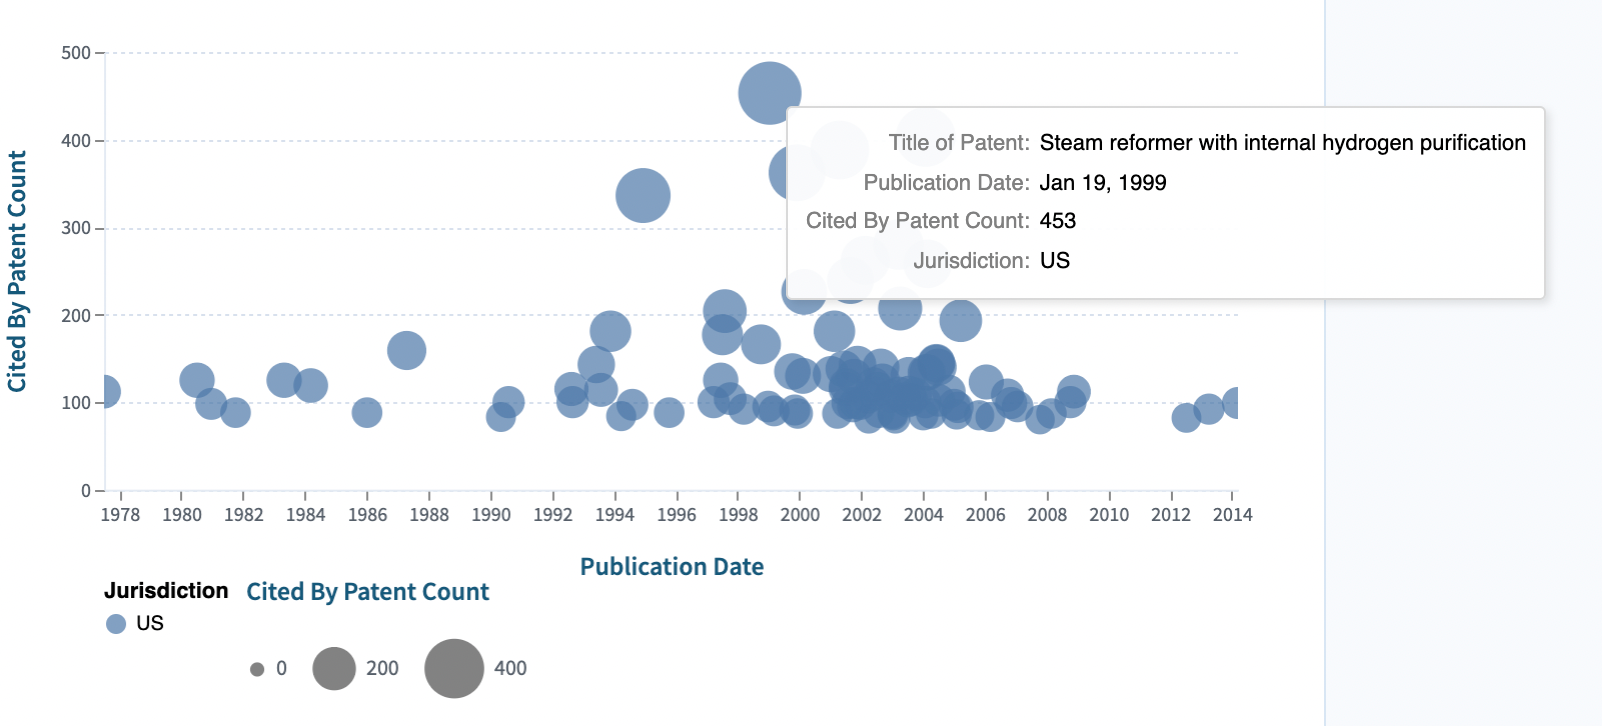 500
400
300
200
100
0
Cited By Patent Count
Title of Patent: Steam reformer with internal hydrogen purification
Publication Date: Jan 19, 1999
Cited By Patent Count: 453
Jurisdiction: US
1978 1980 1982 1984 1986 1988 1990 1992 1994 1996 1998 2000 2002 2004 2006 2008 2010 2012 2014
Publication Date
Jurisdiction Cited By Patent Count
US
0 200 400